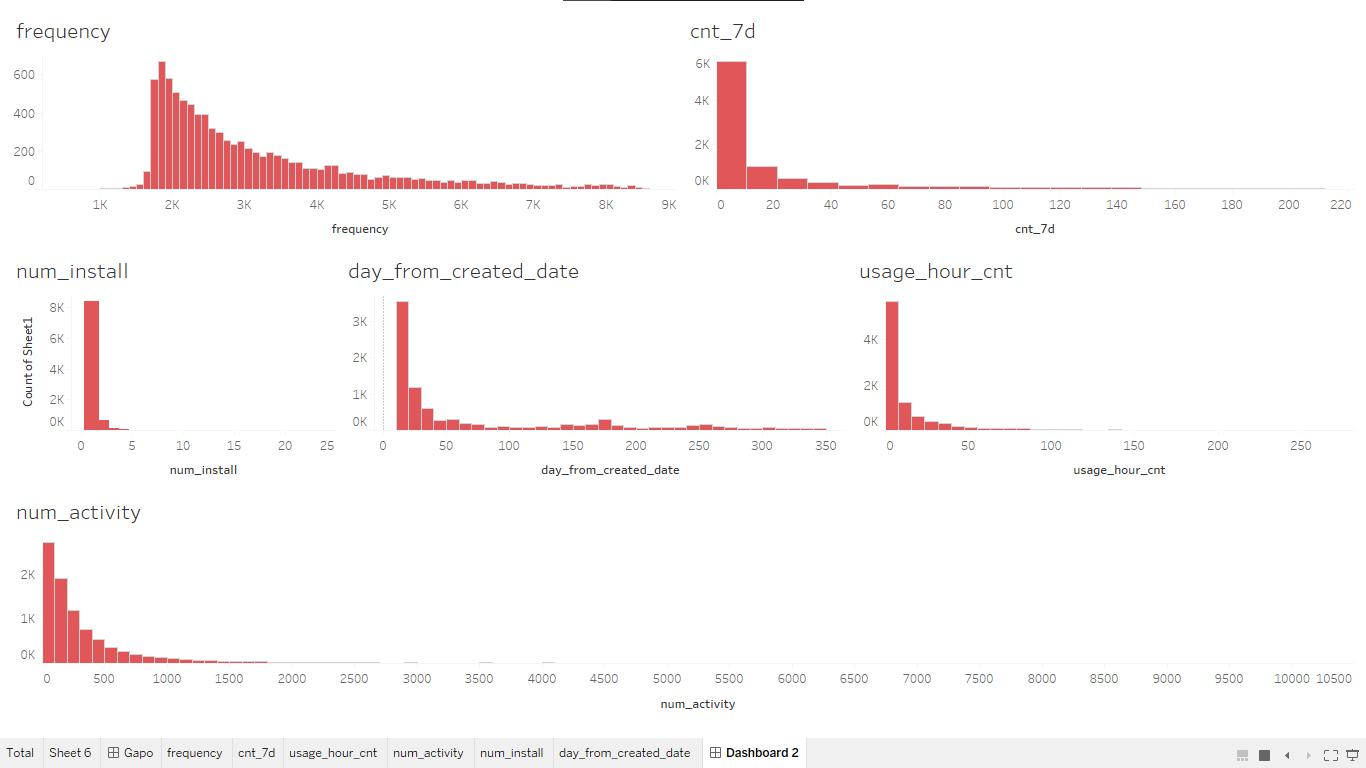 frequency
600
400
200
0
1K 2K 3K 4K 5K 6K 7K 8K 9K
frequency
cnt_7d
6K
4K
2K
0K
0 20 40 60 80 100 120 140 160 180 200 220
cnt_7d
num_install
Count of Sheet1
8K
6K
4K
2K
0K
0 5 10 15 20 25
num_install
day_from_created_date
3K
2K
1K
0K
0 50 100 150 200 250 300 350
day_from_created_date
usage_hour_cnt
4K
2K
0K
0 50 100 150 200 250
usage_hour_cnt
num_activity
2K
1K
0K
0 500 1000 1500 2000 2500 3000 3500 4000 4500 5000 5500 6000 6500 7000 7500 8000 8500 9000 9500 10000 10500
num_activity
Total Sheet 6 Gapo frequency cnt_7d usage_hour_cnt num_activity num_install day_from_created_date Dashboard 2